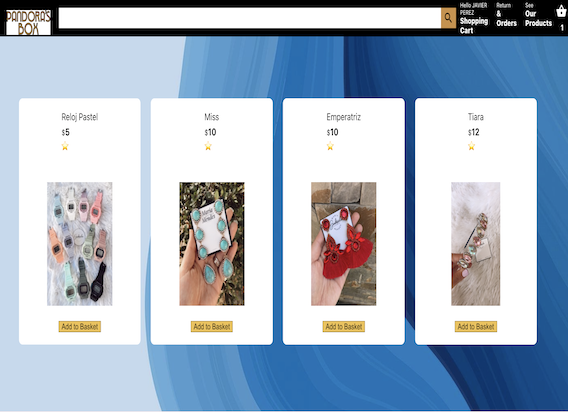 PANDORA'S
BOX
Hello JAVIER
PEREZ
Shopping
Cart
Return
&
Orders
See
Our
Products
1
Reloj Pastel
$5
Add to Basket
Miss
$10
Add to Basket
Emperatriz
$10
Add to Basket
Tiara
$12
Add to Basket